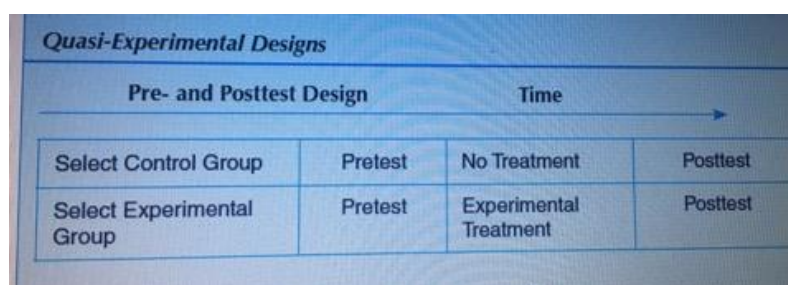 Quasi-Experimental Designs
Pre- and Posttest Design Time
Select Control Group Pretest No Treatment Posttest
Select Experimental Group Pretest Experimental Treatment Posttest